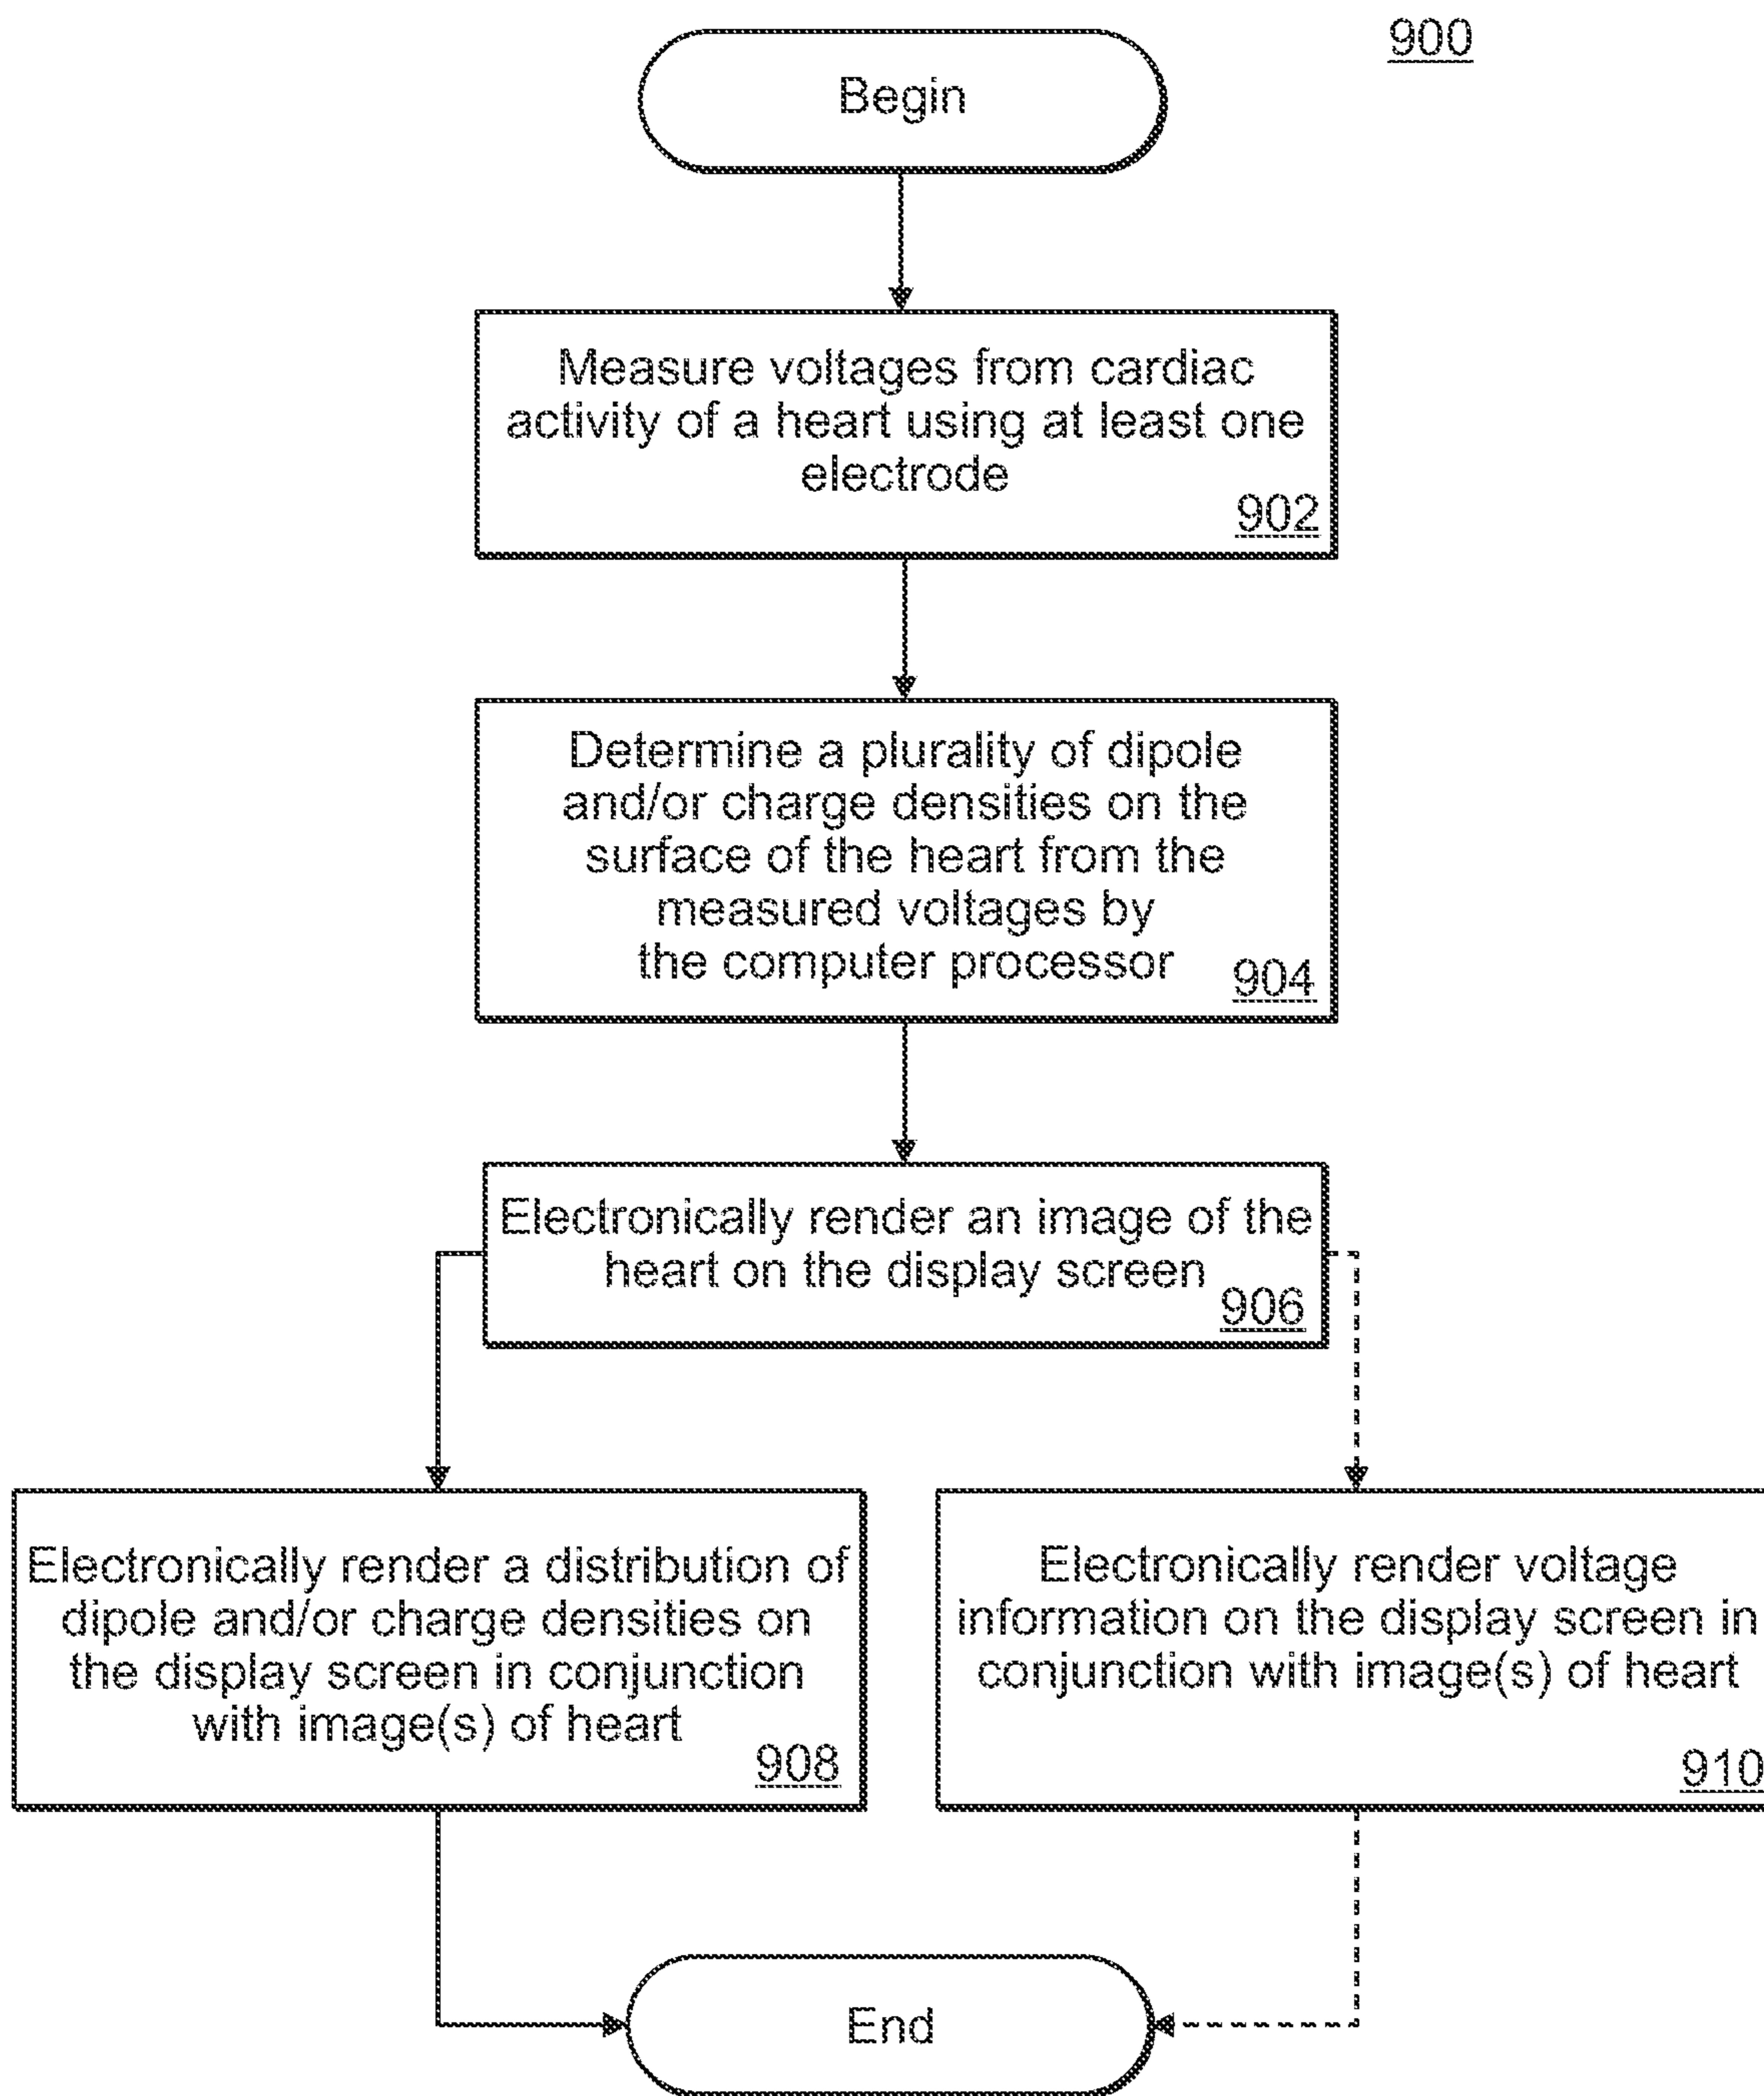 900
Begin
Measure voltages from cardiac
activity of a heart using at least one
electrode
902
Determine a plurality of dipole
and/or charge densities on the
surface of the heart from the
measured voltages by
the computer processor
904
Electronically render an image of the
heart on the display screen
906
Electronically render a distribution of
dipole and/or charge densities on
the display screen in conjunction
with image(s) of heart
908
Electronically render voltage
information on the display screen in
conjunction with image(s) of heart
910
End